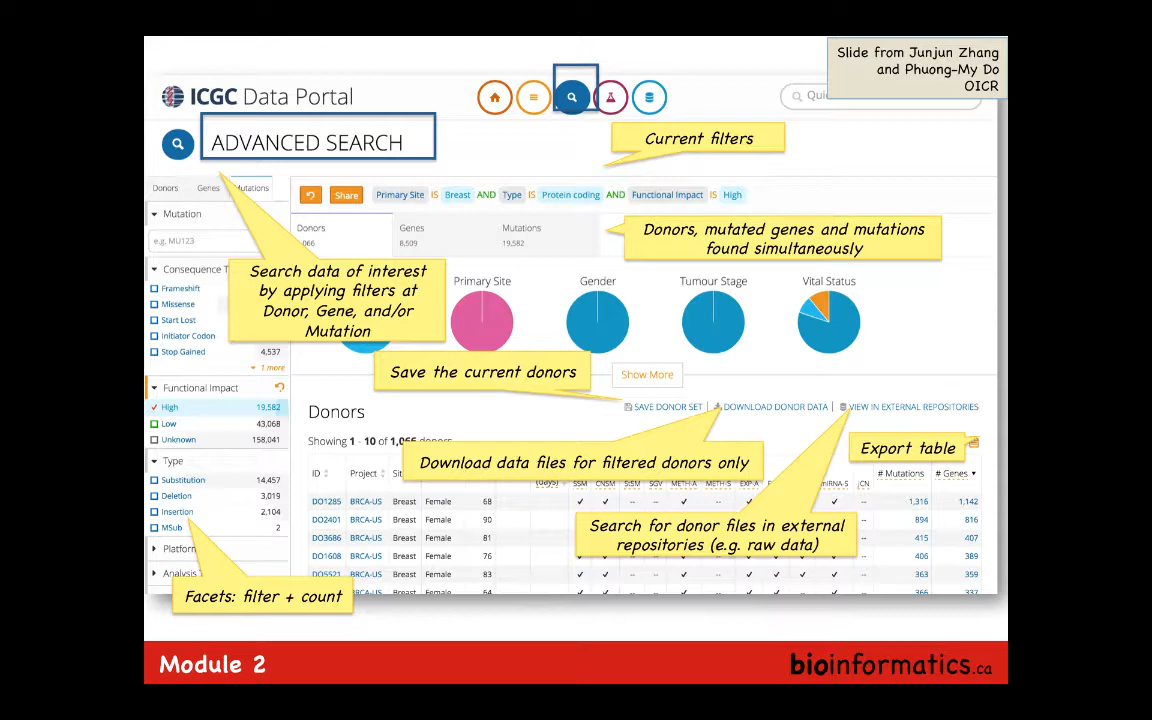 Slide from Junjun Zhang
and Phuong-My Do
OICR
ICGC Data Portal
ADVANCED SEARCH
Current filters
Donors Genes Mutations
Share Primary Site IS Breast AND Type IS Protein coding AND Functional Impact IS High
Mutation
e.g. MU123
Donors Genes Mutations
066 8,509 19,582
Donors, mutated genes and mutations
found simultaneously
Consequence T
Frameshift
Missense
Start Lost
Initiator Codon
Stop Gained 4,537
1 more
Search data of interest
by applying filters at
Donor, Gene, and/or
Mutation
Primary Site Gender Tumour Stage Vital Status
Save the current donors
Show More
Functional Impact
High 19,582
Low 43,068
Unknown 158,041
Type
Substitution 14,457
Deletion 3,019
Insertion 2,104
MSub 2
Platform
Analysis
Facets: filter + count
Donors
SAVE DONOR SET | DOWNLOAD DONOR DATA | VIEW IN EXTERNAL REPOSITORIES
Showing 1 - 10 of 1,066 donors
Download data files for filtered donors only
Export table
ID Project (days) SSM CNSM StSM SGV METH-A METH-S EXP-A miRNA-S JCN # Mutations # Genes
DO1285 BRCA-US Breast Female 68 ✔ ✔ -- -- ✔ -- ✔ ✔ -- 1,316 1,142
DO2401 BRCA-US Breast Female 90 -- 894 816
DO3686 BRCA-US Breast Female 81 -- 415 407
DO1608 BRCA-US Breast Female 76 -- 406 389
DO5521 BRCA-US Breast Female 83 ✔ ✔ -- -- ✔ -- ✔ ✔ ✔ -- 363 359
BRCA-US Breast Female 64 366 337
Search for donor files in external
repositories (e.g. raw data)
Module 2
bioinformatics.ca